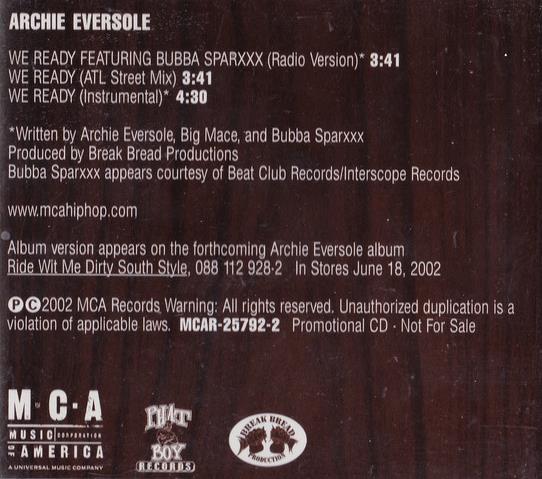 ARCHIE EVERSOLE
WE READY FEATURING BUBBA SPARXXX (Radio Version)* 3:41
WE READY (ATL Street Mix) 3:41
WE READY (Instrumental)* 4:30
*Written by Archie Eversole, Big Mace, and Bubba Sparxxx
Produced by Break Bread Productions
Bubba Sparxxx appears courtesy of Beat Club Records/Interscope Records
www.mcahiphop.com
Album version appears on the forthcoming Archie Eversole album
Ride Wit Me Dirty South Style, 088 112 928-2 In Stores June 18, 2002
℗©2002 MCA Records Warning: All rights reserved. Unauthorized duplication is a
violation of applicable laws. MCAR-25792-2 Promotional CD · Not For Sale
M·C·A
MUSIC CORPORATION
OF AMERICA
A UNIVERSAL MUSIC COMPANY
PHAT
BOY
RECORDS
BREAK BREAD
PRODUCTIONS